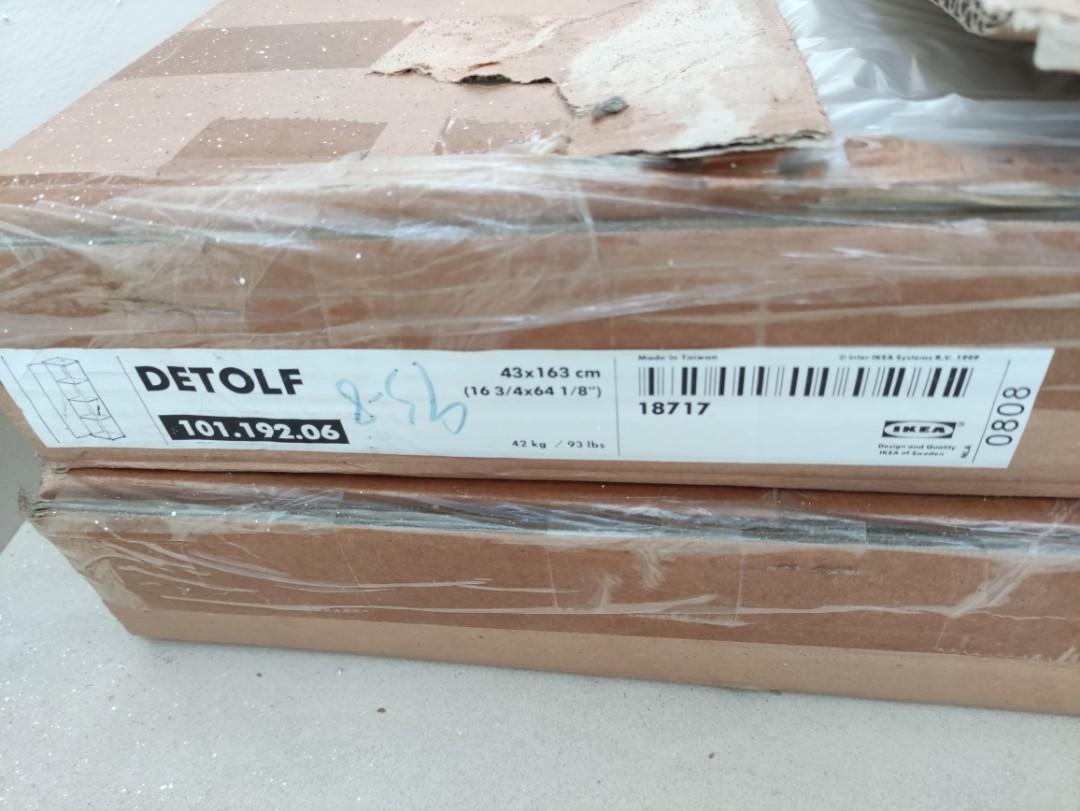 DETOLF
101.192.06
43x163 cm
(16 3/4x64 1/8")
42 kg / 93 lbs
Made in Taiwan
© Inter IKEA Systems B.V. 1999
18717
IKEA®
Design and Quality
IKEA of Sweden
0808